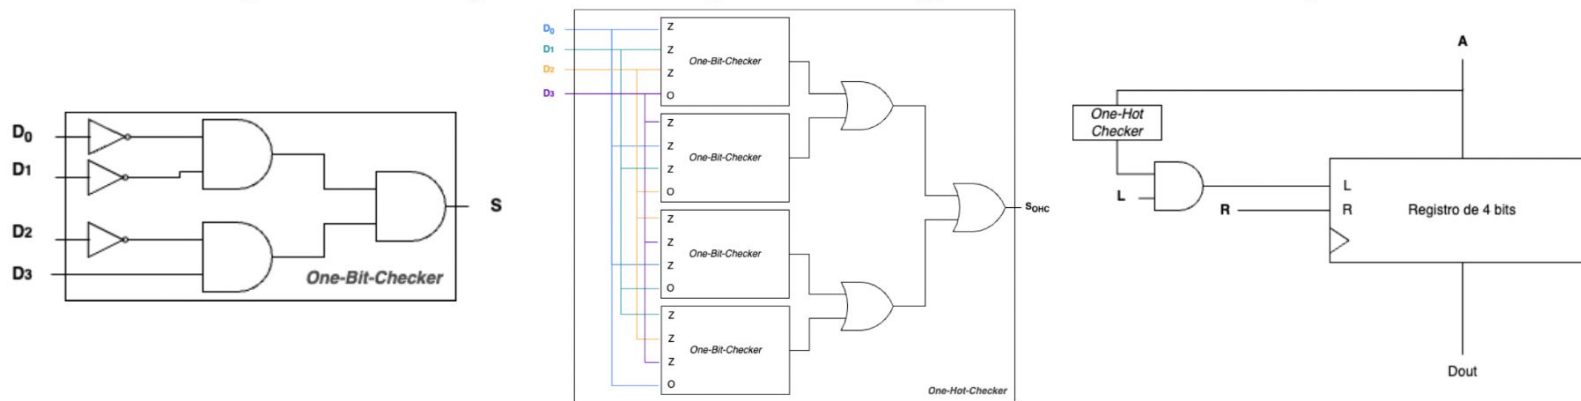 D0
D1
D2
D3
S
One-Bit-Checker
D0
D1
D2
D3
Z
Z
Z
O
One-Bit-Checker
Z
Z
Z
O
One-Bit-Checker
Z
Z
Z
O
One-Bit-Checker
Z
Z
Z
O
One-Bit-Checker
SOHC
One-Hot-Checker
A
One-Hot
Checker
L
R
L
R
Registro de 4 bits
Dout